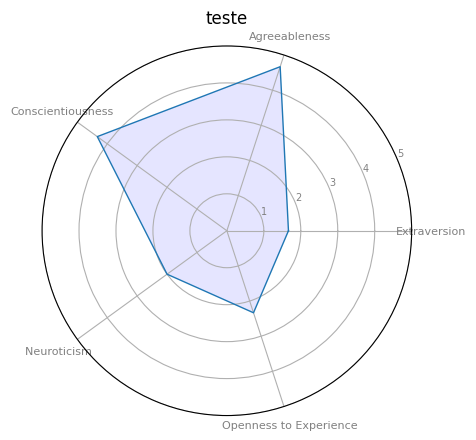 teste
Agreeableness
Conscientiousness
5
4
3
2
1
Extraversion
Neuroticism
Openness to Experience